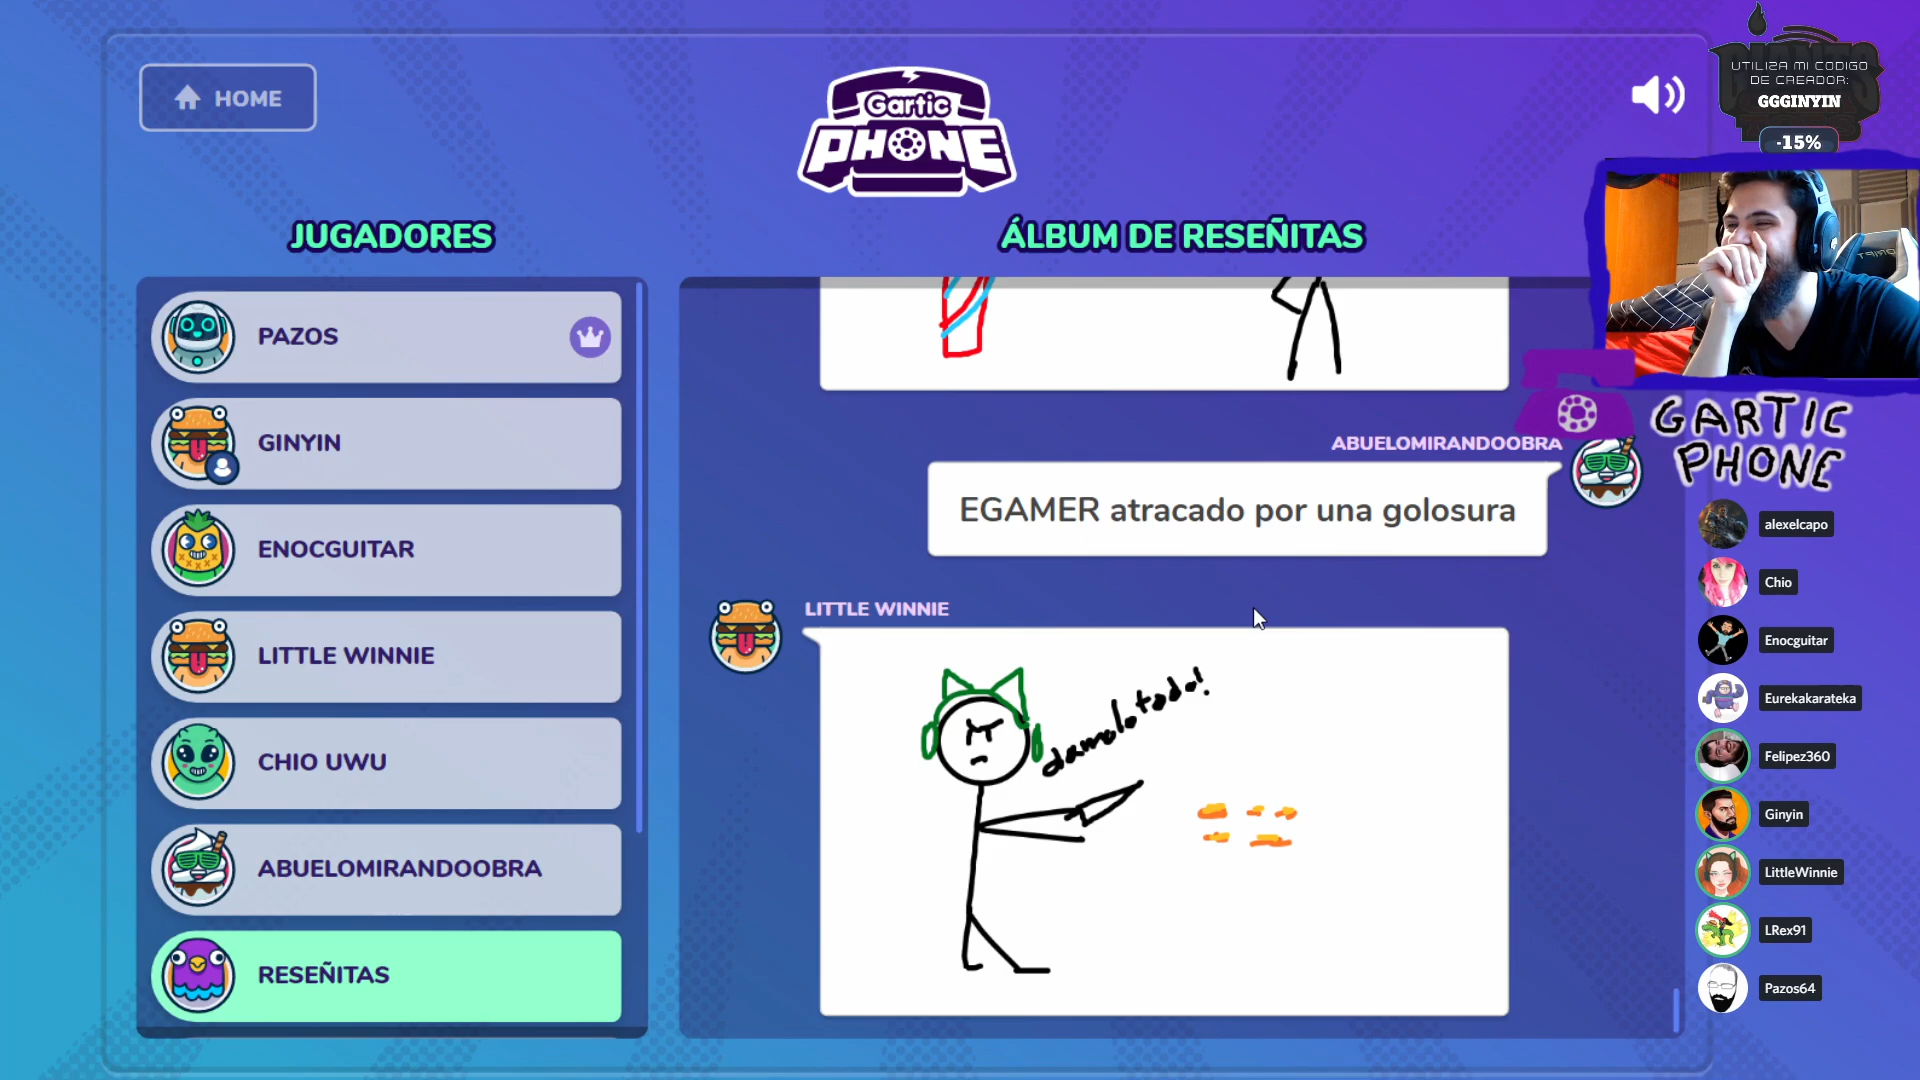 HOME
Gartic
PHONE
UTILIZA MI CODIGO
DE CREADOR:
GGGINYIN
-15%
JUGADORES
ÁLBUM DE RESEÑITAS
PAZOS
GINYIN
ENOCGUITAR
LITTLE WINNIE
CHIO UWU
ABUELOMIRANDOOBRA
RESEÑITAS
ABUELOMIRANDOOBRA
EGAMER atracado por una golosura
LITTLE WINNIE
damelotodo!
GARTIC
PHONE
alexelcapo
Chio
Enocguitar
Eurekakarateka
Felipez360
Ginyin
LittleWinnie
LRex91
Pazos64